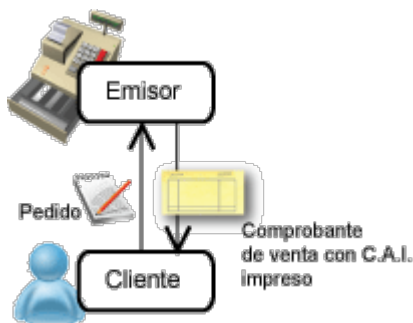 Emisor
Pedido
Comprobante
de venta con C.A.I.
impreso
Cliente